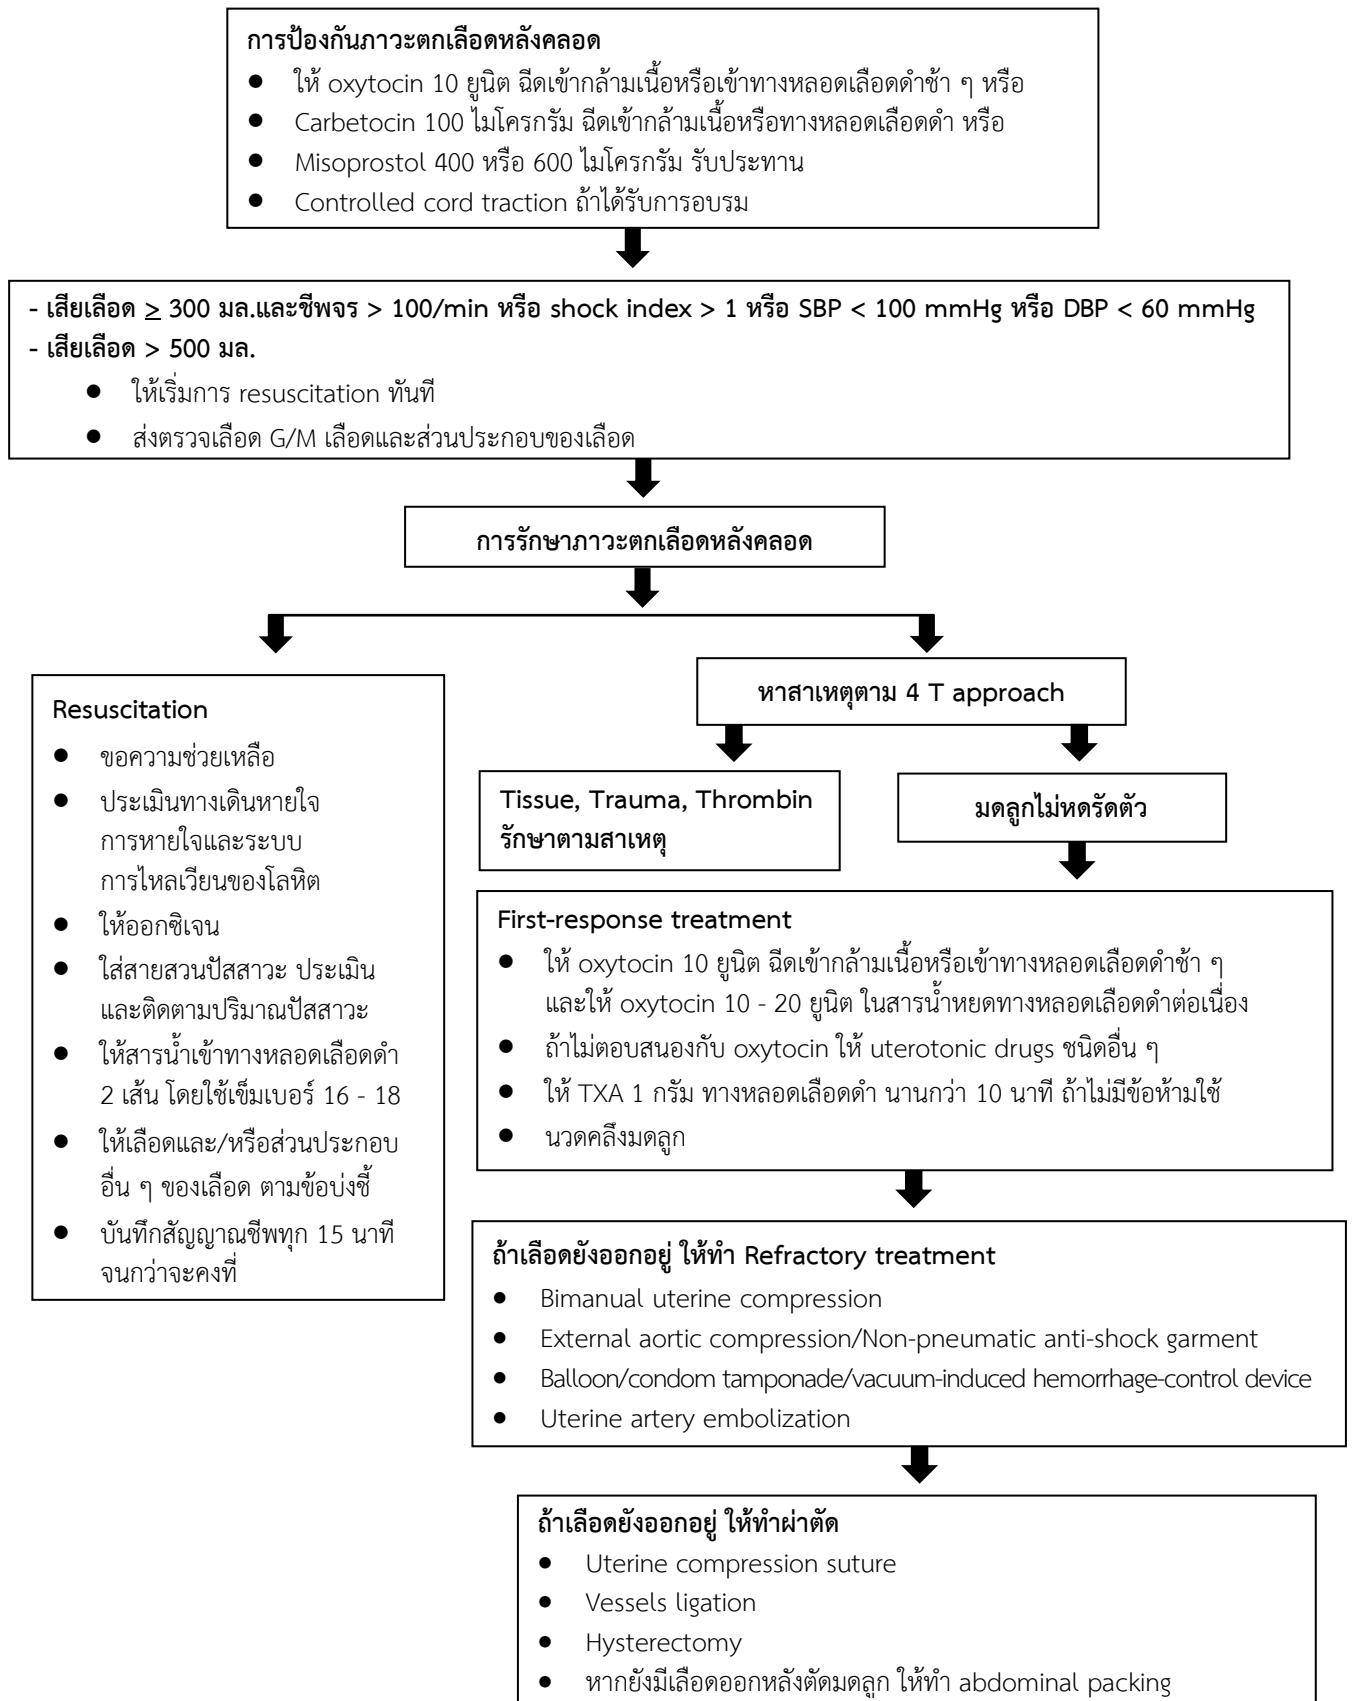 การป้องกันภาวะตกเลือดหลังคลอด
● ให้ oxytocin 10 ยูนิต ฉีดเข้ากล้ามเนื้อหรือเข้าทางหลอดเลือดดำช้า ๆ หรือ
● Carbetocin 100 ไมโครกรัม ฉีดเข้ากล้ามเนื้อหรือทางหลอดเลือดดำ หรือ
● Misoprostol 400 หรือ 600 ไมโครกรัม รับประทาน
● Controlled cord traction ถ้าได้รับการอบรม
- เสียเลือด ≥ 300 มล.และชีพจร > 100/min หรือ shock index > 1 หรือ SBP < 100 mmHg หรือ DBP < 60 mmHg
- เสียเลือด > 500 มล.
● ให้เริ่มการ resuscitation ทันที
● ส่งตรวจเลือด G/M เลือดและส่วนประกอบของเลือด
การรักษาภาวะตกเลือดหลังคลอด
Resuscitation
● ขอความช่วยเหลือ
● ประเมินทางเดินหายใจ
การหายใจและระบบ
การไหลเวียนของโลหิต
● ให้ออกซิเจน
● ใส่สายสวนปัสสาวะ ประเมิน
และติดตามปริมาณปัสสาวะ
● ให้สารน้ำเข้าทางหลอดเลือดดำ
2 เส้น โดยใช้เข็มเบอร์ 16 - 18
● ให้เลือดและ/หรือส่วนประกอบ
อื่น ๆ ของเลือด ตามข้อบ่งชี้
● บันทึกสัญญาณชีพทุก 15 นาที
จนกว่าจะคงที่
หาสาเหตุตาม 4 T approach
Tissue, Trauma, Thrombin
รักษาตามสาเหตุ
มดลูกไม่หดรัดตัว
First-response treatment
● ให้ oxytocin 10 ยูนิต ฉีดเข้ากล้ามเนื้อหรือเข้าทางหลอดเลือดดำช้า ๆ
และให้ oxytocin 10 - 20 ยูนิต ในสารน้ำหยดทางหลอดเลือดดำต่อเนื่อง
● ถ้าไม่ตอบสนองกับ oxytocin ให้ uterotonic drugs ชนิดอื่น ๆ
● ให้ TXA 1 กรัม ทางหลอดเลือดดำ นานกว่า 10 นาที ถ้าไม่มีข้อห้ามใช้
● นวดคลึงมดลูก
ถ้าเลือดยังออกอยู่ ให้ทำ Refractory treatment
● Bimanual uterine compression
● External aortic compression/Non-pneumatic anti-shock garment
● Balloon/condom tamponade/vacuum-induced hemorrhage-control device
● Uterine artery embolization
ถ้าเลือดยังออกอยู่ ให้ทำผ่าตัด
● Uterine compression suture
● Vessels ligation
● Hysterectomy
● หากยังมีเลือดออกหลังตัดมดลูก ให้ทำ abdominal packing